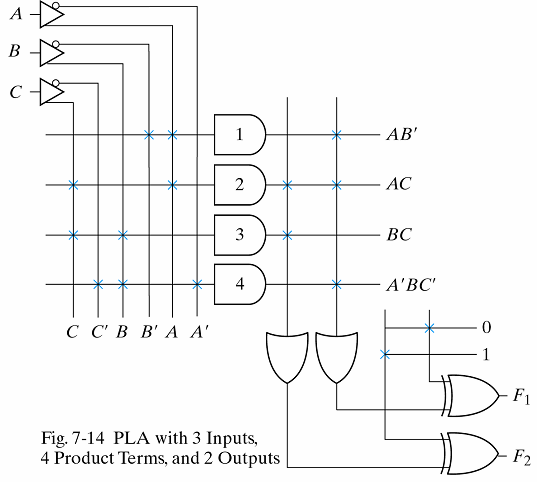 A
B
C
1 AB'
2 AC
3 BC
4 A'BC'
C C' B B' A A'
0
1
F1
F2
Fig. 7-14 PLA with 3 Inputs,
4 Product Terms, and 2 Outputs